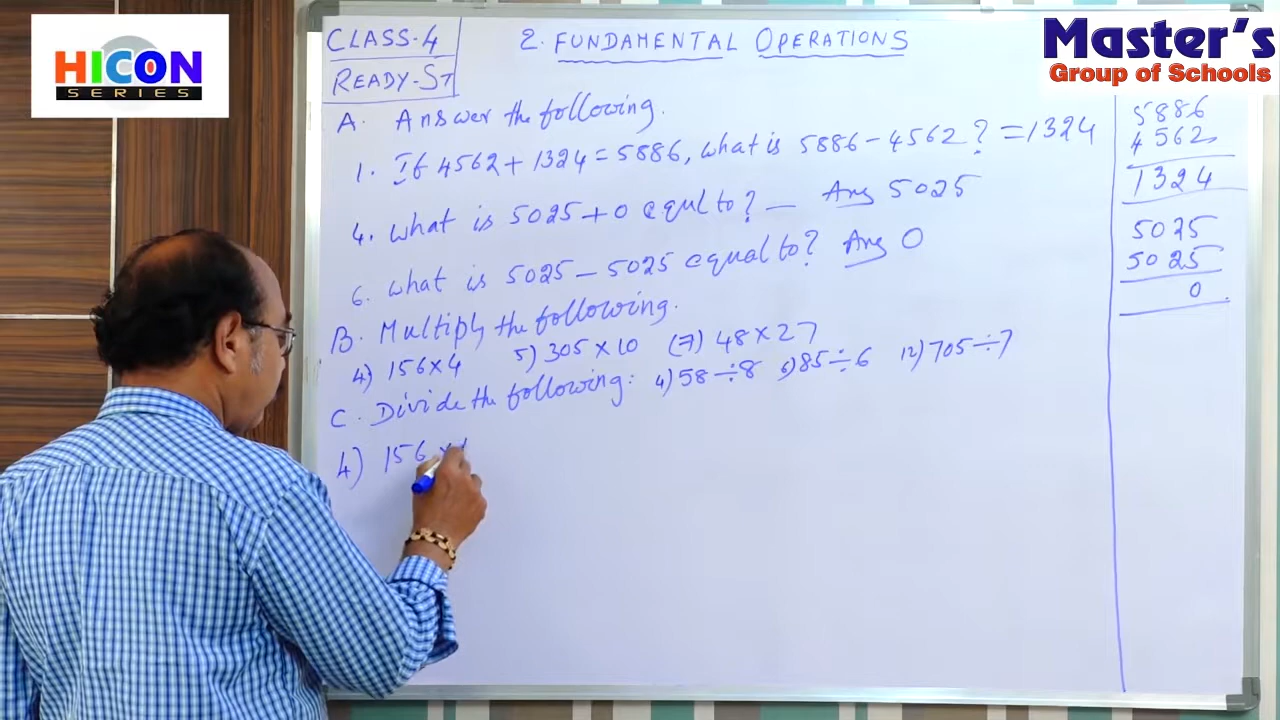 HICON
SERIES
Master's
Group of Schools
CLASS-4
READY-ST
2. FUNDAMENTAL OPERATIONS
A. Answer the following.
1. If 4562 + 1324 = 5886, what is 5886 - 4562 ? = 1324
4. What is 5025 + 0 equl to? — Ans 5025
6. What is 5025 - 5025 equal to? Ans 0
B. Multiply the following.
4) 156 × 4 5) 305 × 10 (7) 48 × 27
C. Divide the following: 4) 58 ÷ 8 6) 85 ÷ 6 12) 705 ÷ 7
4) 156 ×
5886
4562
1324
5025
5025
0